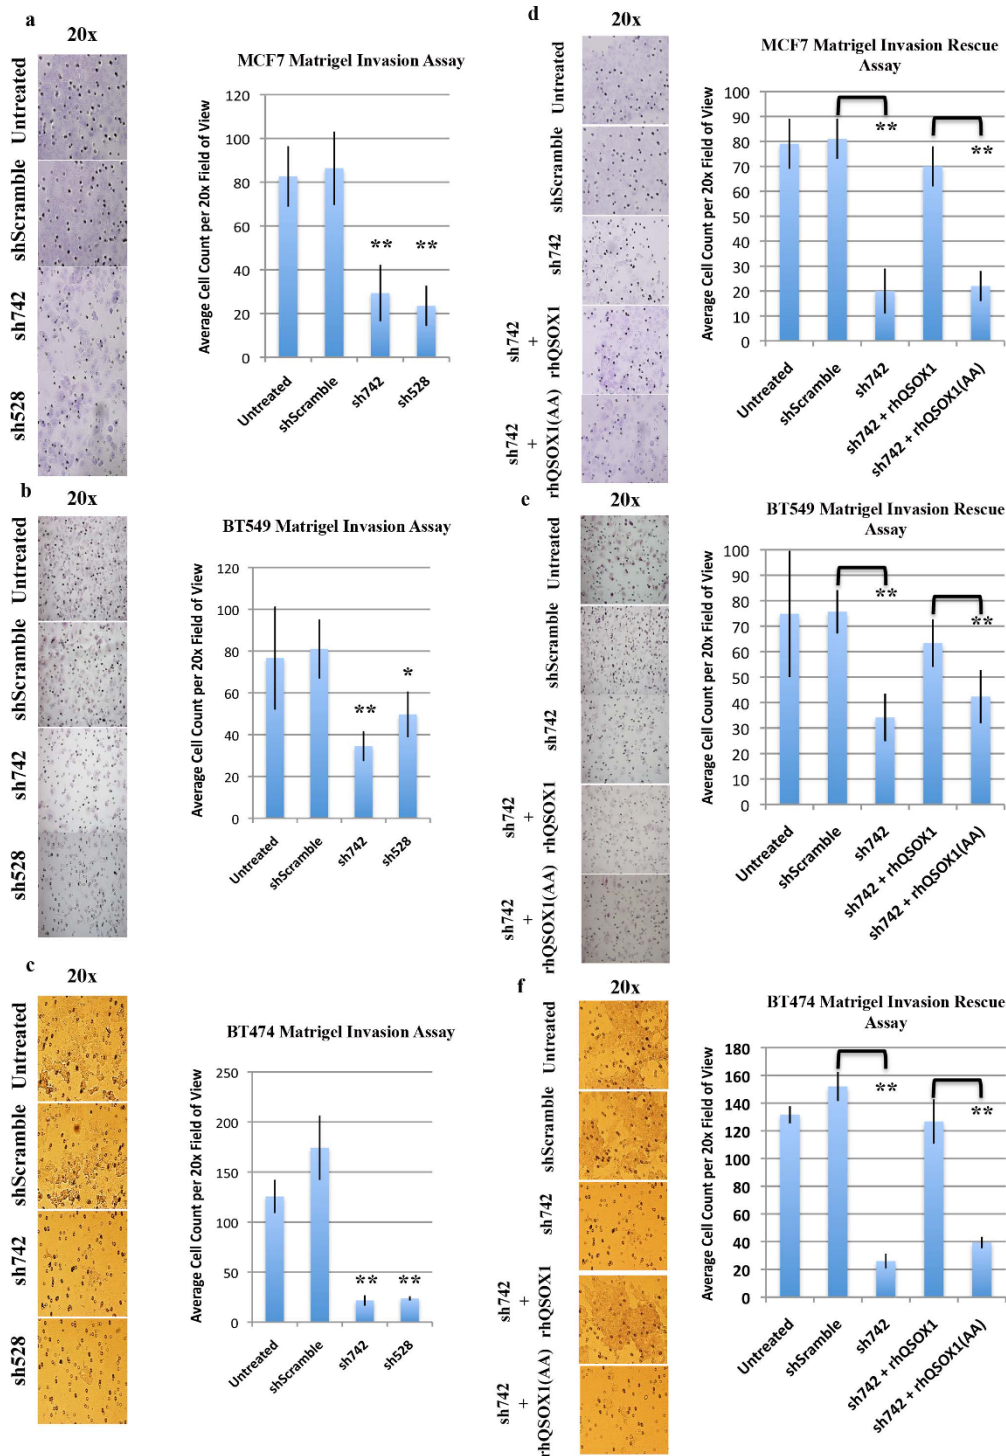 a
20x
Untreated
shScramble
sh742
sh528
MCF7 Matrigel Invasion Assay
Average Cell Count per 20x Field of View
120
100
80
60
40
20
0
**
**
Untreated
shScramble
sh742
sh528
b
20x
Untreated
shScramble
sh742
sh528
BT549 Matrigel Invasion Assay
Average Cell Count per 20x Field of View
120
100
80
60
40
20
0
**
*
Untreated
shScramble
sh742
sh528
c
20x
Untreated
shScramble
sh742
sh528
BT474 Matrigel Invasion Assay
Average Cell Count per 20x Field of View
250
200
150
100
50
0
**
**
Untreated
shScramble
sh742
sh528
d
20x
Untreated
shScramble
sh742
sh742
+
rhQSOX1
sh742
+
rhQSOX1(AA)
MCF7 Matrigel Invasion Rescue
Assay
Average Cell Count per 20x Field of View
100
90
80
70
60
50
40
30
20
10
0
**
**
Untreated
shScramble
sh742
sh742 + rhQSOX1
sh742 + rhQSOX1(AA)
e
20x
Untreated
shScramble
sh742
sh742
+
rhQSOX1
sh742
+
rhQSOX1(AA)
BT549 Matrigel Invasion Rescue
Assay
Average Cell Count per 20x Field of View
100
90
80
70
60
50
40
30
20
10
0
**
**
Untreated
shScramble
sh742
sh742 + rhQSOX1
sh742 + rhQSOX1(AA)
f
20x
Untreated
shScramble
sh742
sh742
+
rhQSOX1
sh742
+
rhQSOX1(AA)
BT474 Matrigel Invasion Rescue
Assay
Average Cell Count per 20x Field of View
180
160
140
120
100
80
60
40
20
0
**
**
Untreated
shSramble
sh742
sh742 + rhQSOX1
sh742 + rhQSOX1(AA)